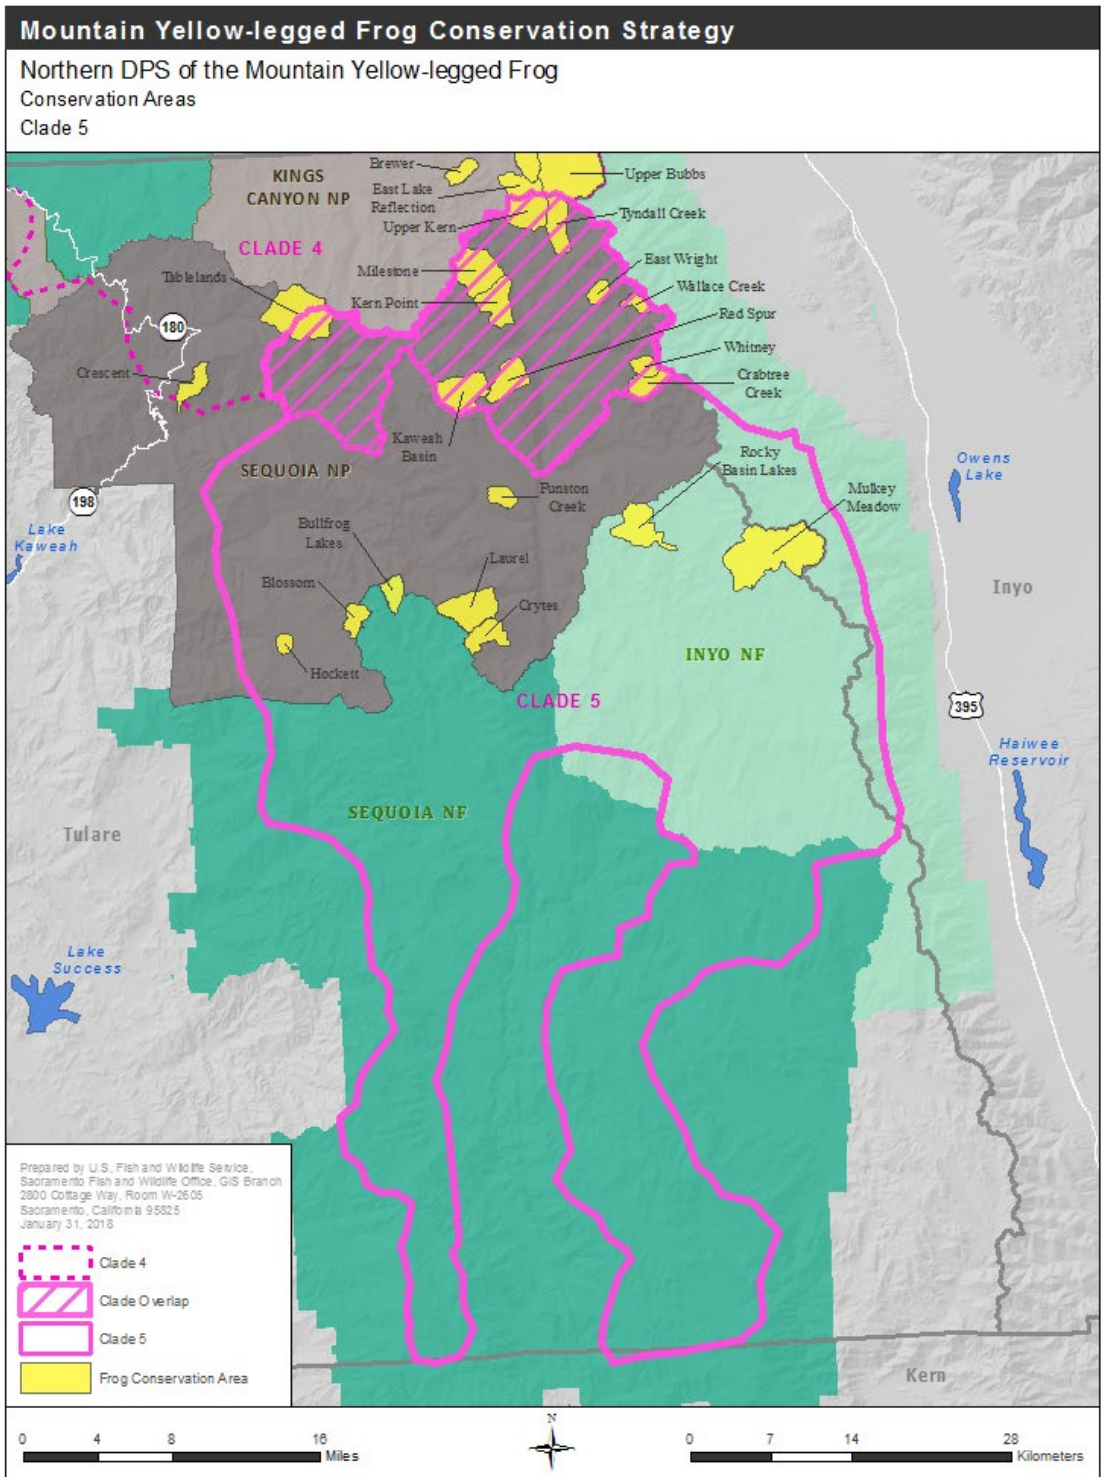 Mountain Yellow-legged Frog Conservation Strategy
Northern DPS of the Mountain Yellow-legged Frog
Conservation Areas
Clade 5
KINGS
CANYON NP
Brewer
East Lake
Reflection
Upper Kern
Upper Bubbs
Tyndall Creek
CLADE 4
Tablelands
Milestone
Kern Point
East Wright
Wallace Creek
Red Spur
180
Whitney
Crescent
Crabtree
Creek
Kaweah
Basin
SEQUOIA NP
Rocky
Basin Lakes
Owens
Lake
198
Funston
Creek
Mulkey
Meadow
Lake
Kaweah
Bullfrog
Lakes
Laurel
Blossom
Crytes
Inyo
Hockett
INYO NF
CLADE 5
395
Haiwee
Reservoir
SEQUOIA NF
Tulare
Lake
Success
Prepared by U.S. Fish and Wildlife Service,
Sacramento Fish and Wildlife Office, GIS Branch
2800 Cottage Way, Room W-2605
Sacramento, California 95825
January 31, 2018
Clade 4
Clade Overlap
Clade 5
Frog Conservation Area
Kern
0 4 8 16
Miles
N
0 7 14 28
Kilometers